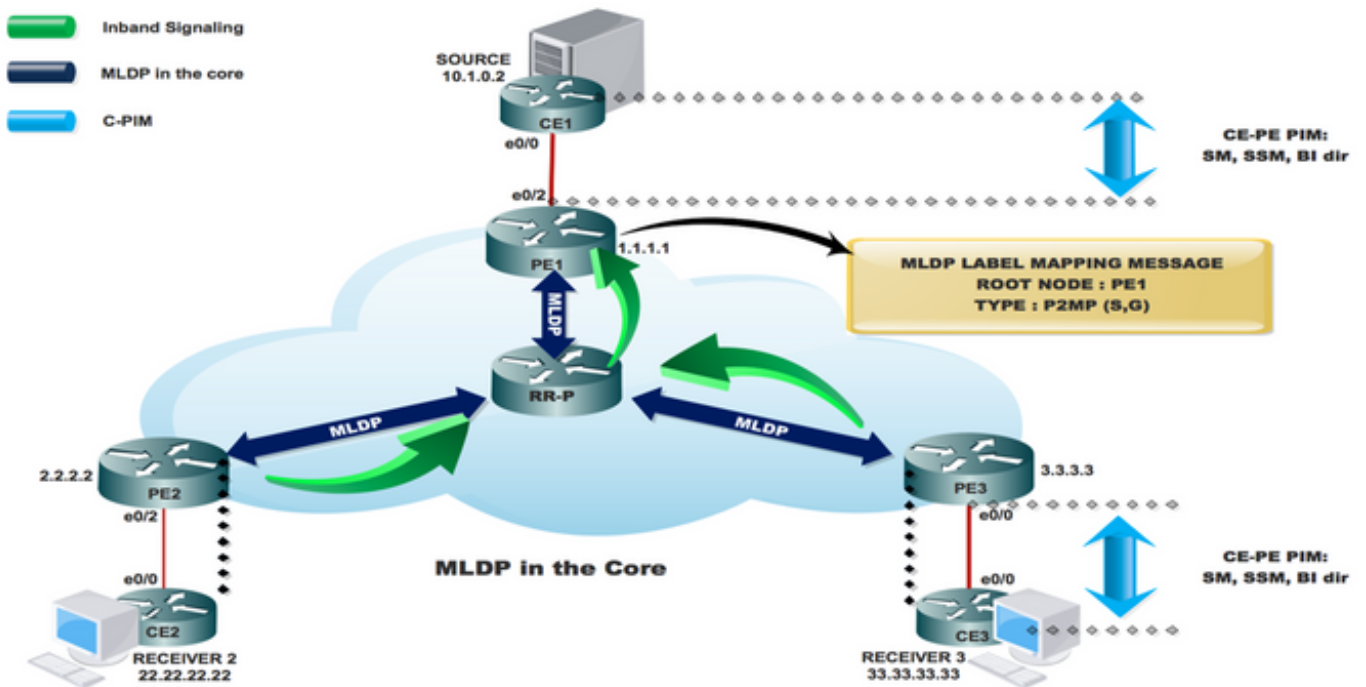 Inband Signaling
MLDP in the core
C-PIM
SOURCE
10.1.0.2
CE1
e0/0
CE-PE PIM:
SM, SSM, BI dir
e0/2
PE1
1.1.1.1
MLDP LABEL MAPPING MESSAGE
ROOT NODE : PE1
TYPE : P2MP (S,G)
MLDP
RR-P
MLDP
MLDP
2.2.2.2
PE2
e0/2
3.3.3.3
PE3
e0/0
MLDP in the Core
CE-PE PIM:
SM, SSM, BI dir
e0/0
CE2
RECEIVER 2
22.22.22.22
e0/0
CE3
RECEIVER 3
33.33.33.33